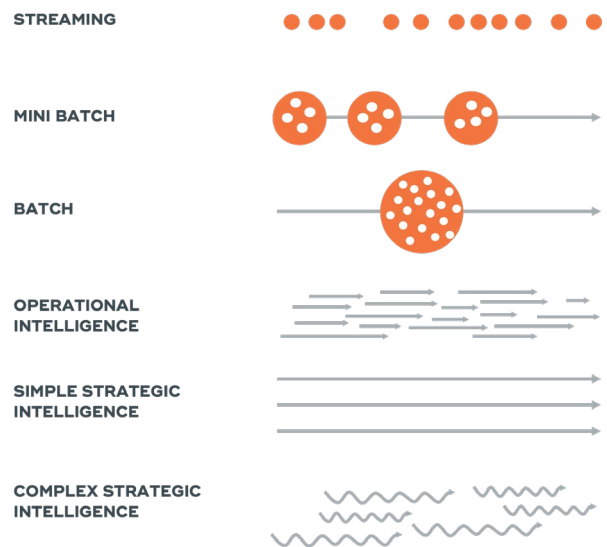 STREAMING
MINI BATCH
BATCH
OPERATIONAL
INTELLIGENCE
SIMPLE STRATEGIC
INTELLIGENCE
COMPLEX STRATEGIC
INTELLIGENCE